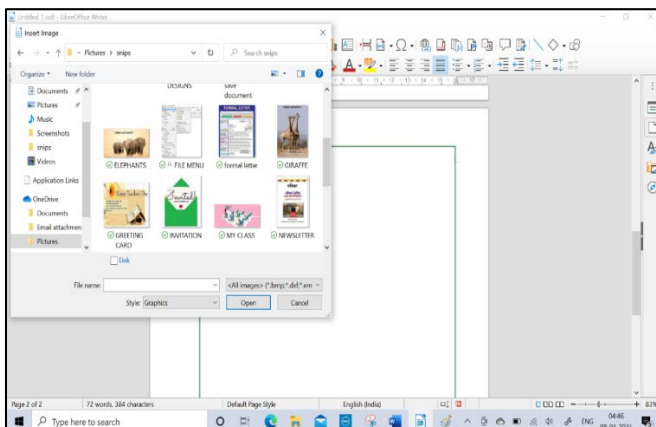 Untitled 1.odt - LibreOffice Writer
Insert Image
Pictures > snips
Search snips
Organize
New folder
Documents
Pictures
Music
Screenshots
snips
Videos
Application Links
OneDrive
Documents
Email attachmen
Pictures
DESIGNS
save
document
ELEPHANTS
FILE MENU
formal lattar
GIRAFFE
GREETING
CARD
INVITATION
MY CLASS
NEWSLETTER
Link
File name:
<All images> (*.bmp;*.dxf;*.em
Style: Graphics
Open
Cancel
Page 2 of 2
72 words, 384 characters
Default Page Style
English (India)
83%
Type here to search
ENG
04:46